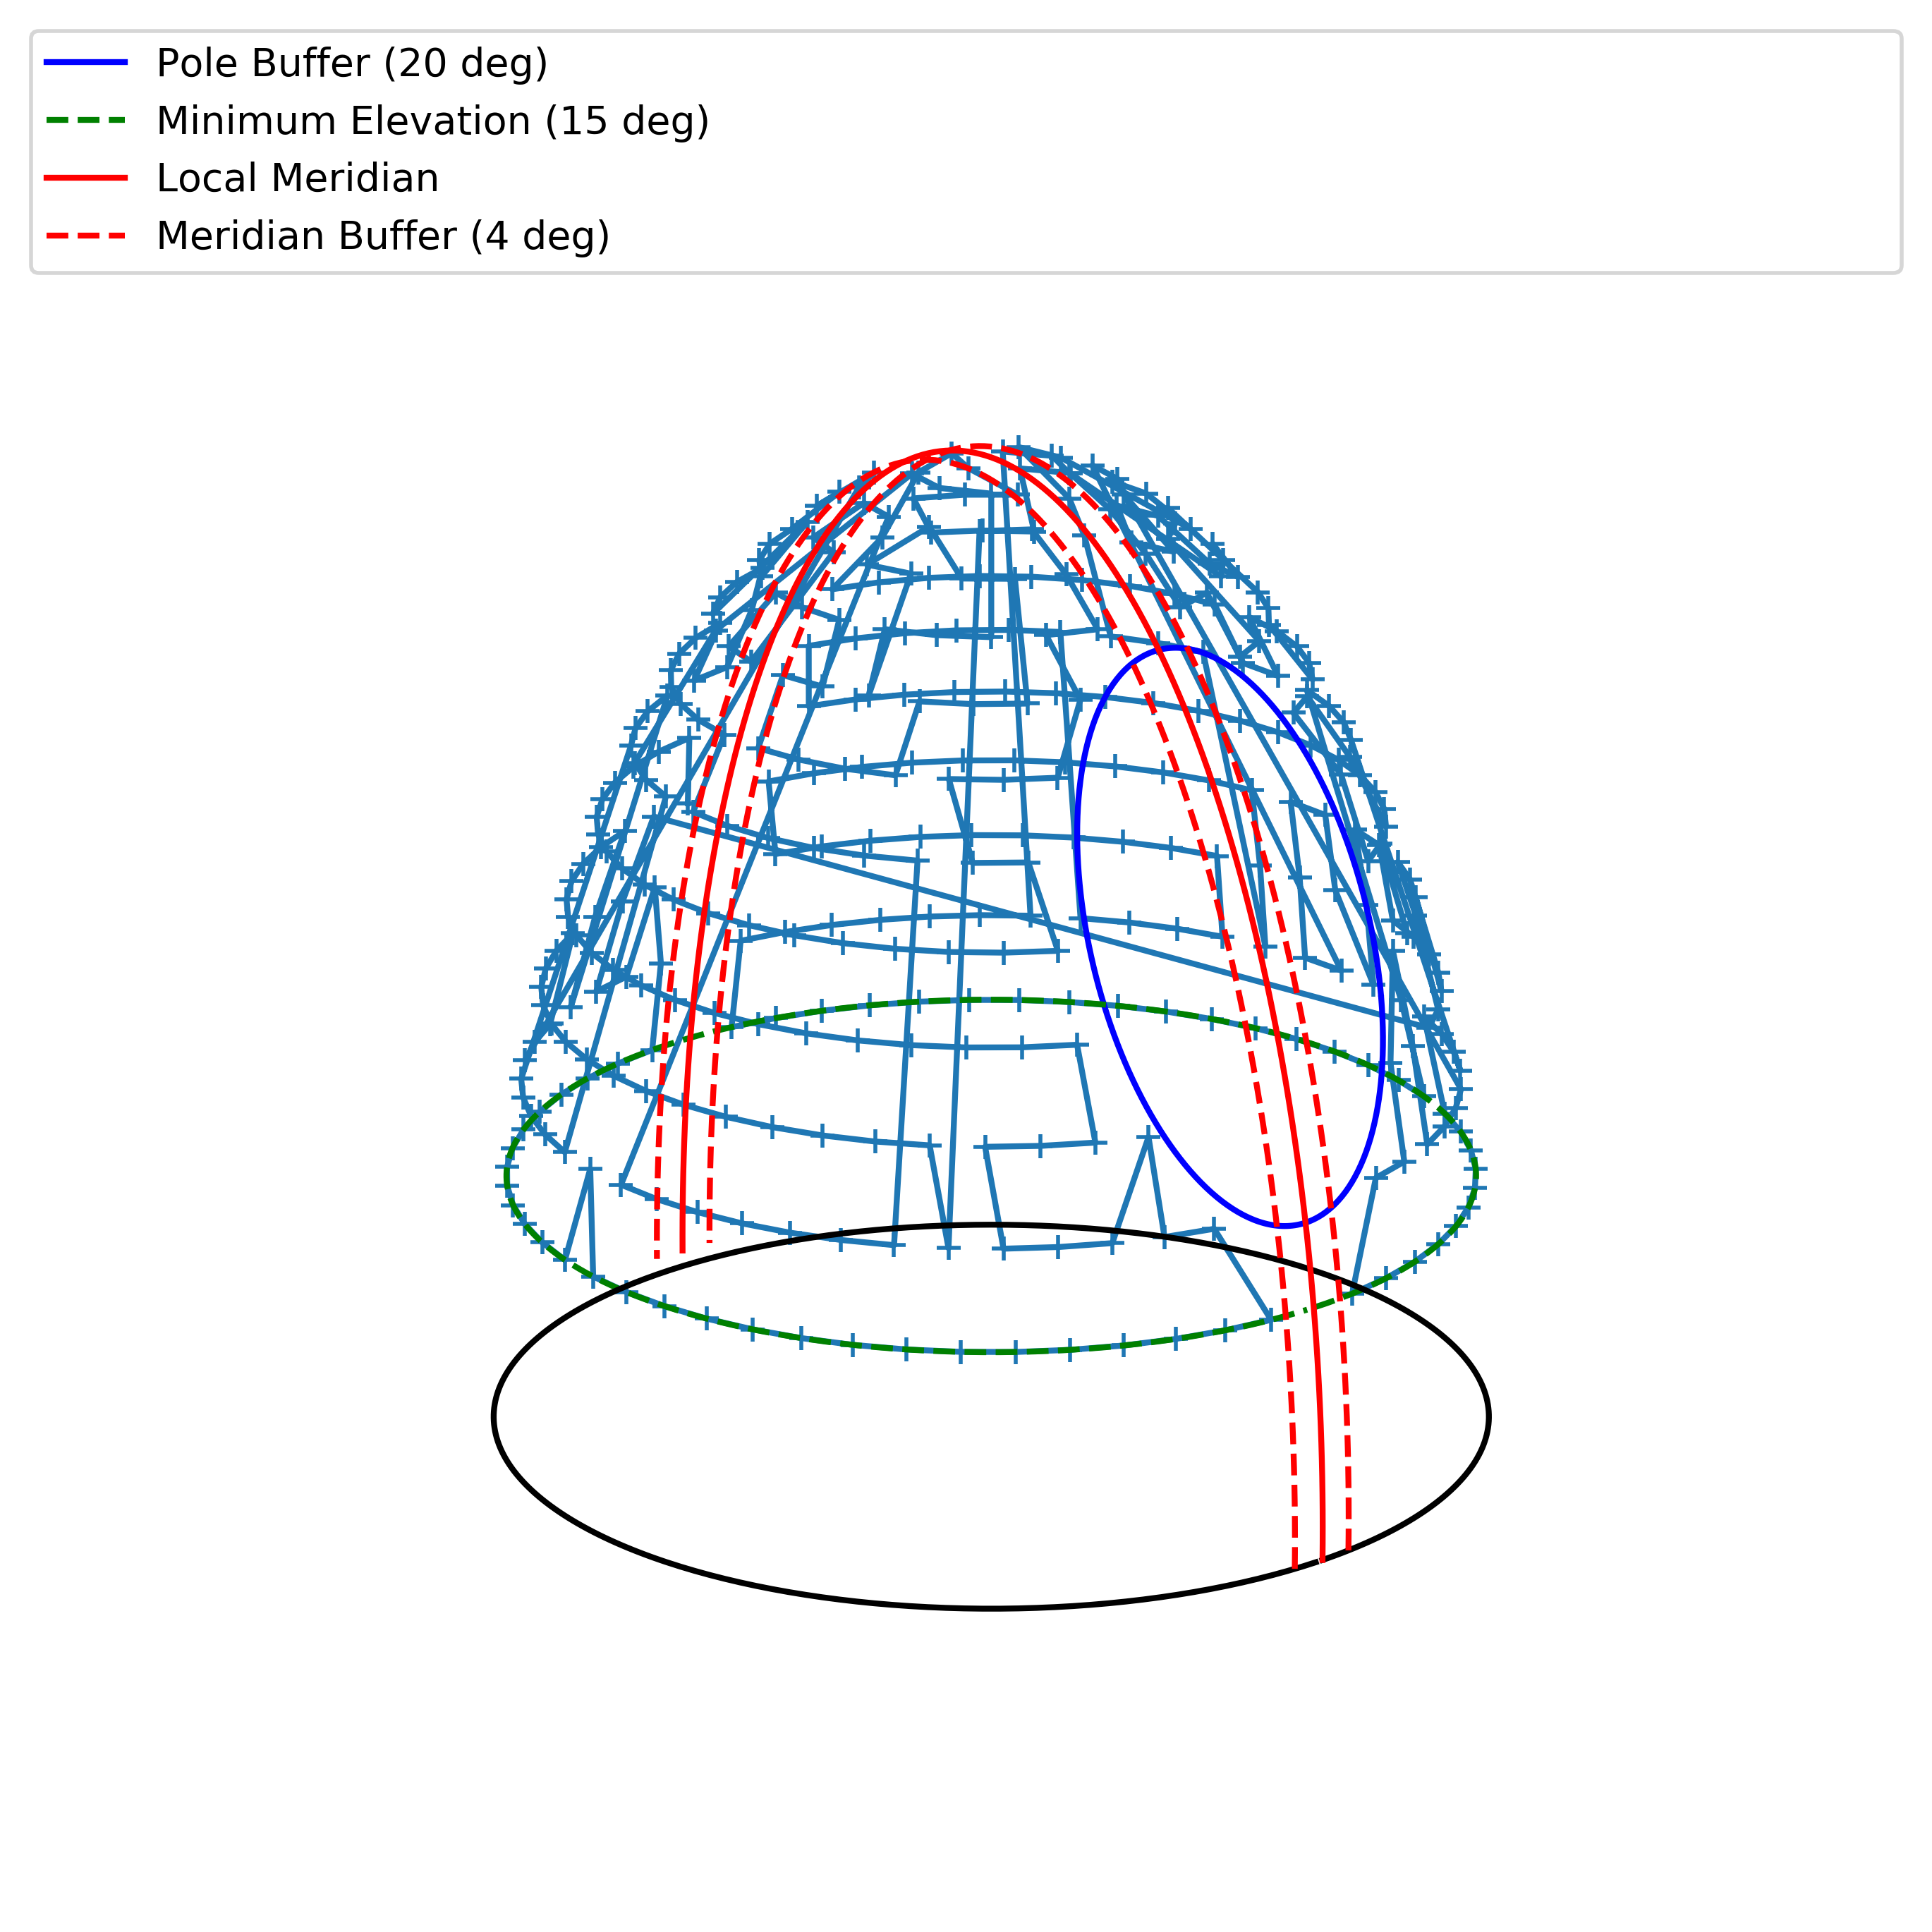 Pole Buffer (20 deg)
Minimum Elevation (15 deg)
Local Meridian
Meridian Buffer (4 deg)